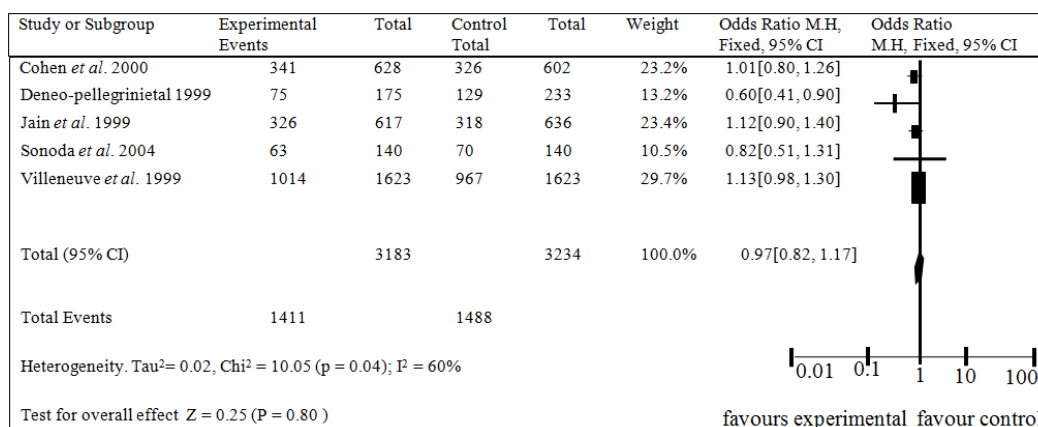 Study or Subgroup Experimental Total Control Total Weight Odds Ratio M.H, Odds Ratio
Events Total Fixed, 95% CI M.H, Fixed, 95% CI
Cohen et al. 2000 341 628 326 602 23.2% 1.01[0.80, 1.26]
Deneo-pellegrinietal 1999 75 175 129 233 13.2% 0.60[0.41, 0.90]
Jain et al. 1999 326 617 318 636 23.4% 1.12[0.90, 1.40]
Sonoda et al. 2004 63 140 70 140 10.5% 0.82[0.51, 1.31]
Villeneuve et al. 1999 1014 1623 967 1623 29.7% 1.13[0.98, 1.30]
Total (95% CI) 3183 3234 100.0% 0.97[0.82, 1.17]
Total Events 1411 1488
Heterogeneity. Tau²= 0.02, Chi² = 10.05 (p = 0.04); I² = 60%
0.01 0.1 1 10 100
Test for overall effect Z = 0.25 (P = 0.80 )
favours experimental favour control